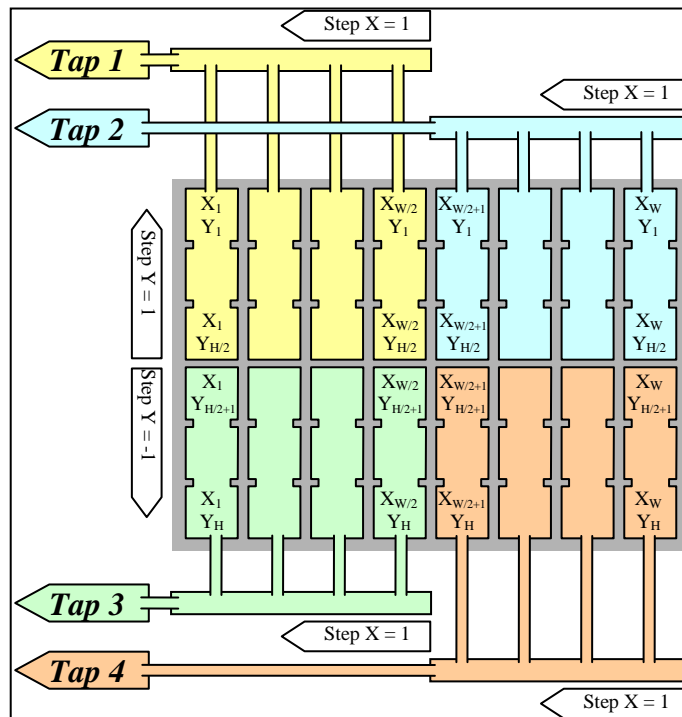 Step X = 1
Tap 1
Step X = 1
Tap 2
X1 XW/2 XW/2+1 XW
Y1 Y1 Y1 Y1
Step Y = 1
X1 XW/2 XW/2+1 XW
YH/2 YH/2 YH/2 YH/2
X1 XW/2 XW/2+1 XW
YH/2+1 YH/2+1 YH/2+1 YH/2+1
Step Y = -1
X1 XW/2 XW/2+1 XW
YH YH YH YH
Tap 3
Step X = 1
Tap 4
Step X = 1